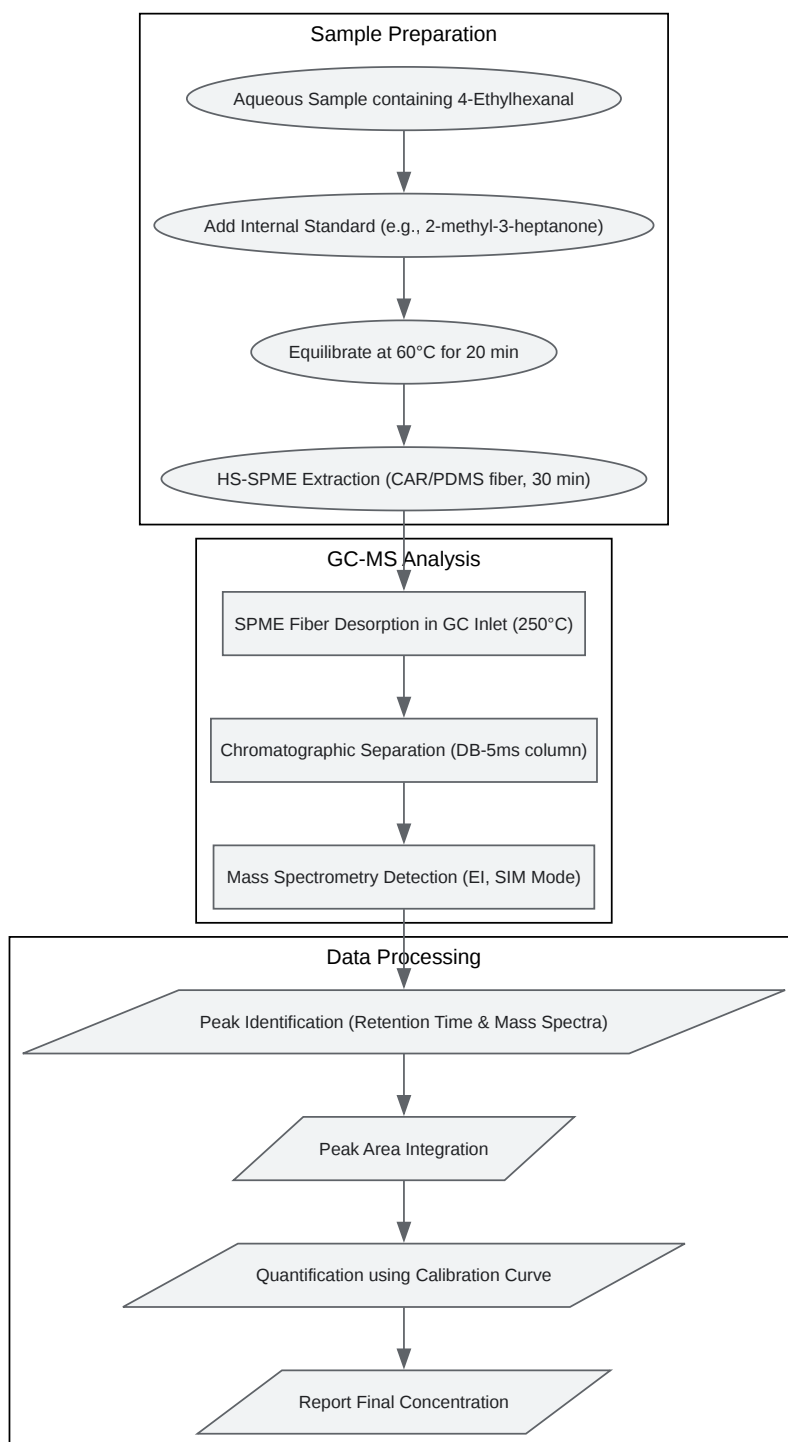 Sample Preparation
Aqueous Sample containing 4-Ethylhexanal
Add Internal Standard (e.g., 2-methyl-3-heptanone)
Equilibrate at 60°C for 20 min
HS-SPME Extraction (CAR/PDMS fiber, 30 min)
GC-MS Analysis
SPME Fiber Desorption in GC Inlet (250°C)
Chromatographic Separation (DB-5ms column)
Mass Spectrometry Detection (EI, SIM Mode)
Data Processing
Peak Identification (Retention Time & Mass Spectra)
Peak Area Integration
Quantification using Calibration Curve
Report Final Concentration